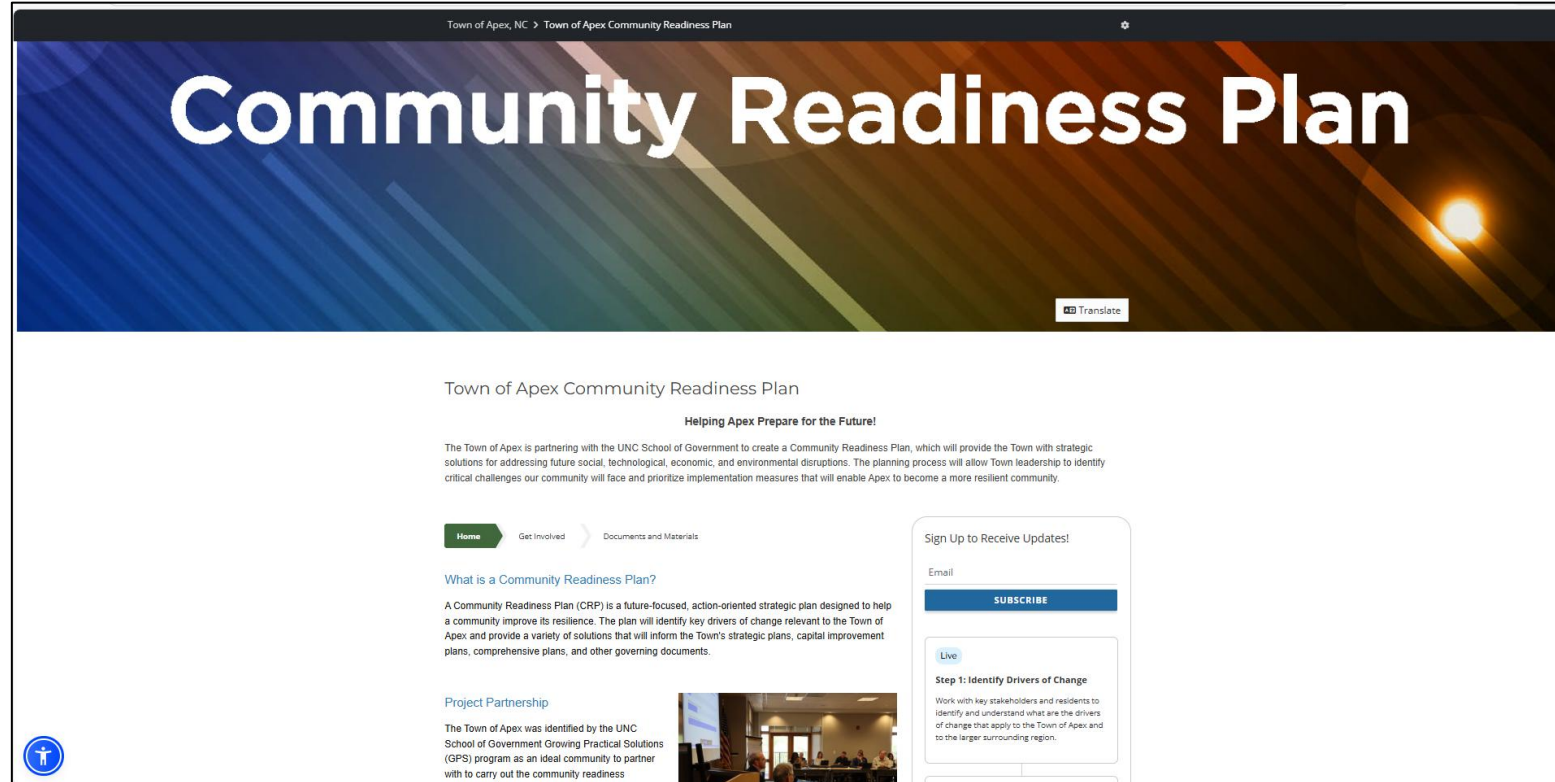 Town of Apex, NC > Town of Apex Community Readiness Plan
Community Readiness Plan
Translate
Town of Apex Community Readiness Plan
Helping Apex Prepare for the Future!
The Town of Apex is partnering with the UNC School of Government to create a Community Readiness Plan, which will provide the Town with strategic
solutions for addressing future social, technological, economic, and environmental disruptions. The planning process will allow Town leadership to identify
critical challenges our community will face and prioritize implementation measures that will enable Apex to become a more resilient community.
Home
Get Involved
Documents and Materials
What is a Community Readiness Plan?
A Community Readiness Plan (CRP) is a future-focused, action-oriented strategic plan designed to help
a community improve its resilience. The plan will identify key drivers of change relevant to the Town of
Apex and provide a variety of solutions that will inform the Town's strategic plans, capital improvement
plans, comprehensive plans, and other governing documents.
Project Partnership
The Town of Apex was identified by the UNC
School of Government Growing Practical Solutions
(GPS) program as an ideal community to partner
with to carry out the community readiness
Sign Up to Receive Updates!
Email
SUBSCRIBE
Live
Step 1: Identify Drivers of Change
Work with key stakeholders and residents to
identify and understand what are the drivers
of change that apply to the Town of Apex and
to the larger surrounding region.